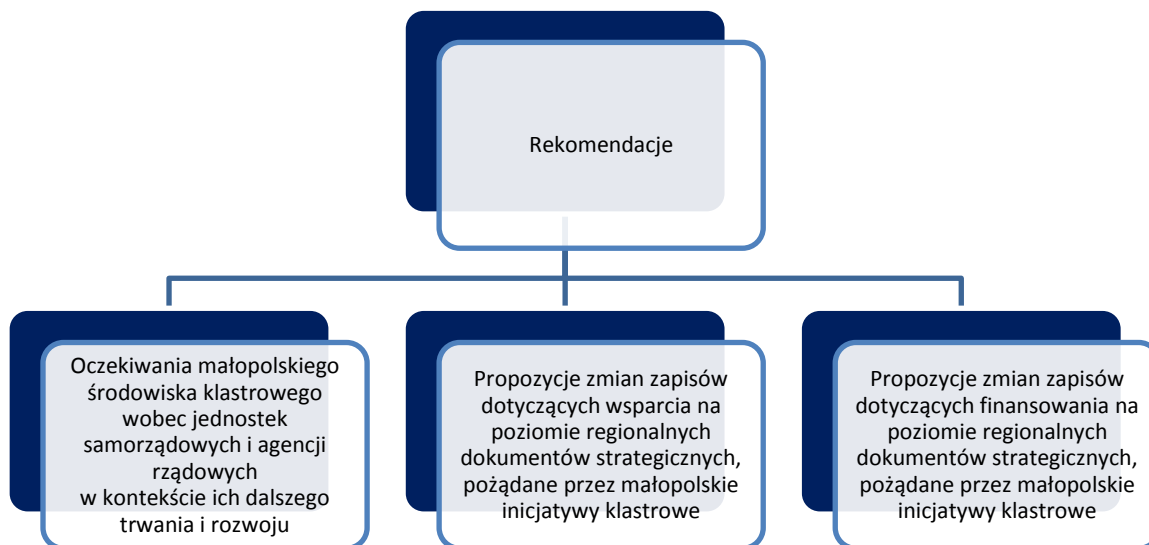 Rekomendacje
Oczekiwania małopolskiego
środowiska klastrowego
wobec jednostek
samorządowych i agencji
rządowych
w kontekście ich dalszego
trwania i rozwoju
Propozycje zmian zapisów
dotyczących wsparcia na
poziomie regionalnych
dokumentów strategicznych,
pożądane przez małopolskie
inicjatywy klastrowe
Propozycje zmian zapisów
dotyczących finansowania na
poziomie regionalnych
dokumentów strategicznych,
pożądane przez małopolskie
inicjatywy klastrowe